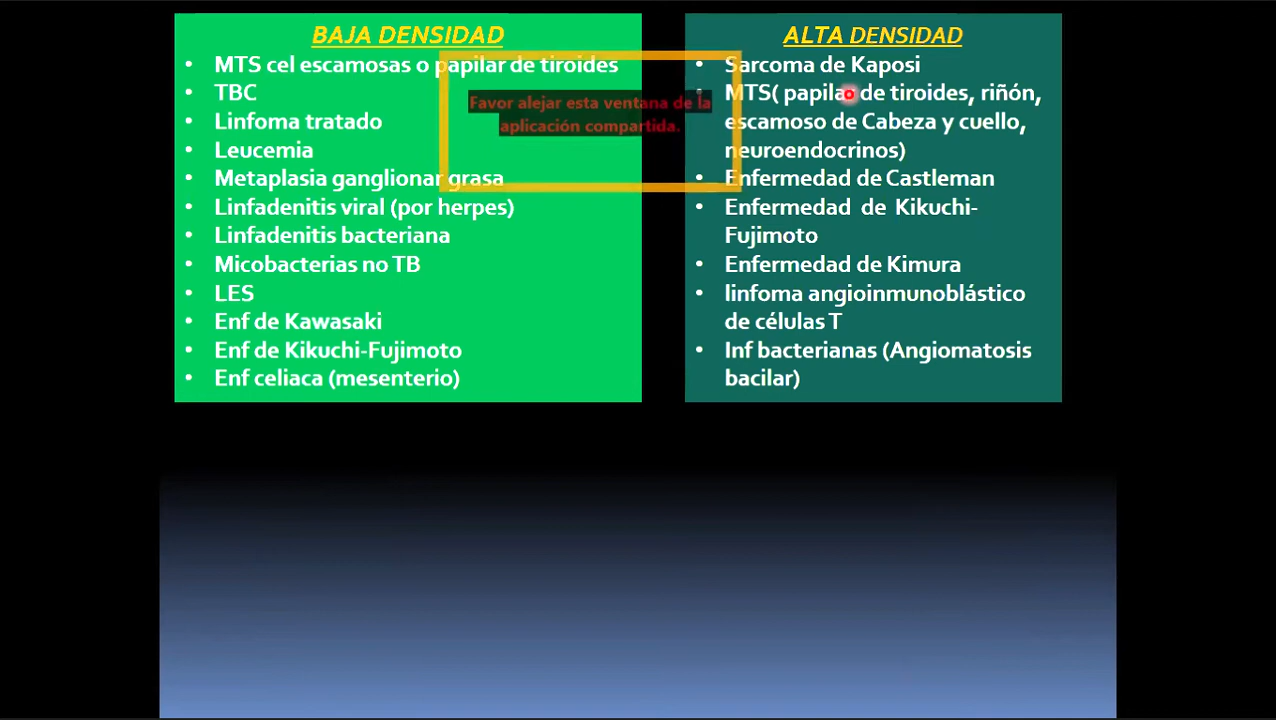 BAJA DENSIDAD
• MTS cel escamosas o papilar de tiroides
• TBC
• Linfoma tratado
• Leucemia
• Metaplasia ganglionar grasa
• Linfadenitis viral (por herpes)
• Linfadenitis bacteriana
• Micobacterias no TB
• LES
• Enf de Kawasaki
• Enf de Kikuchi-Fujimoto
• Enf celiaca (mesenterio)
Favor alejar esta ventana de la
aplicación compartida.
ALTA DENSIDAD
• Sarcoma de Kaposi
• MTS( papilar de tiroides, riñón,
escamoso de Cabeza y cuello,
neuroendocrinos)
• Enfermedad de Castleman
• Enfermedad de Kikuchi-
Fujimoto
• Enfermedad de Kimura
• linfoma angioinmunoblástico
de células T
• Inf bacterianas (Angiomatosis
bacilar)